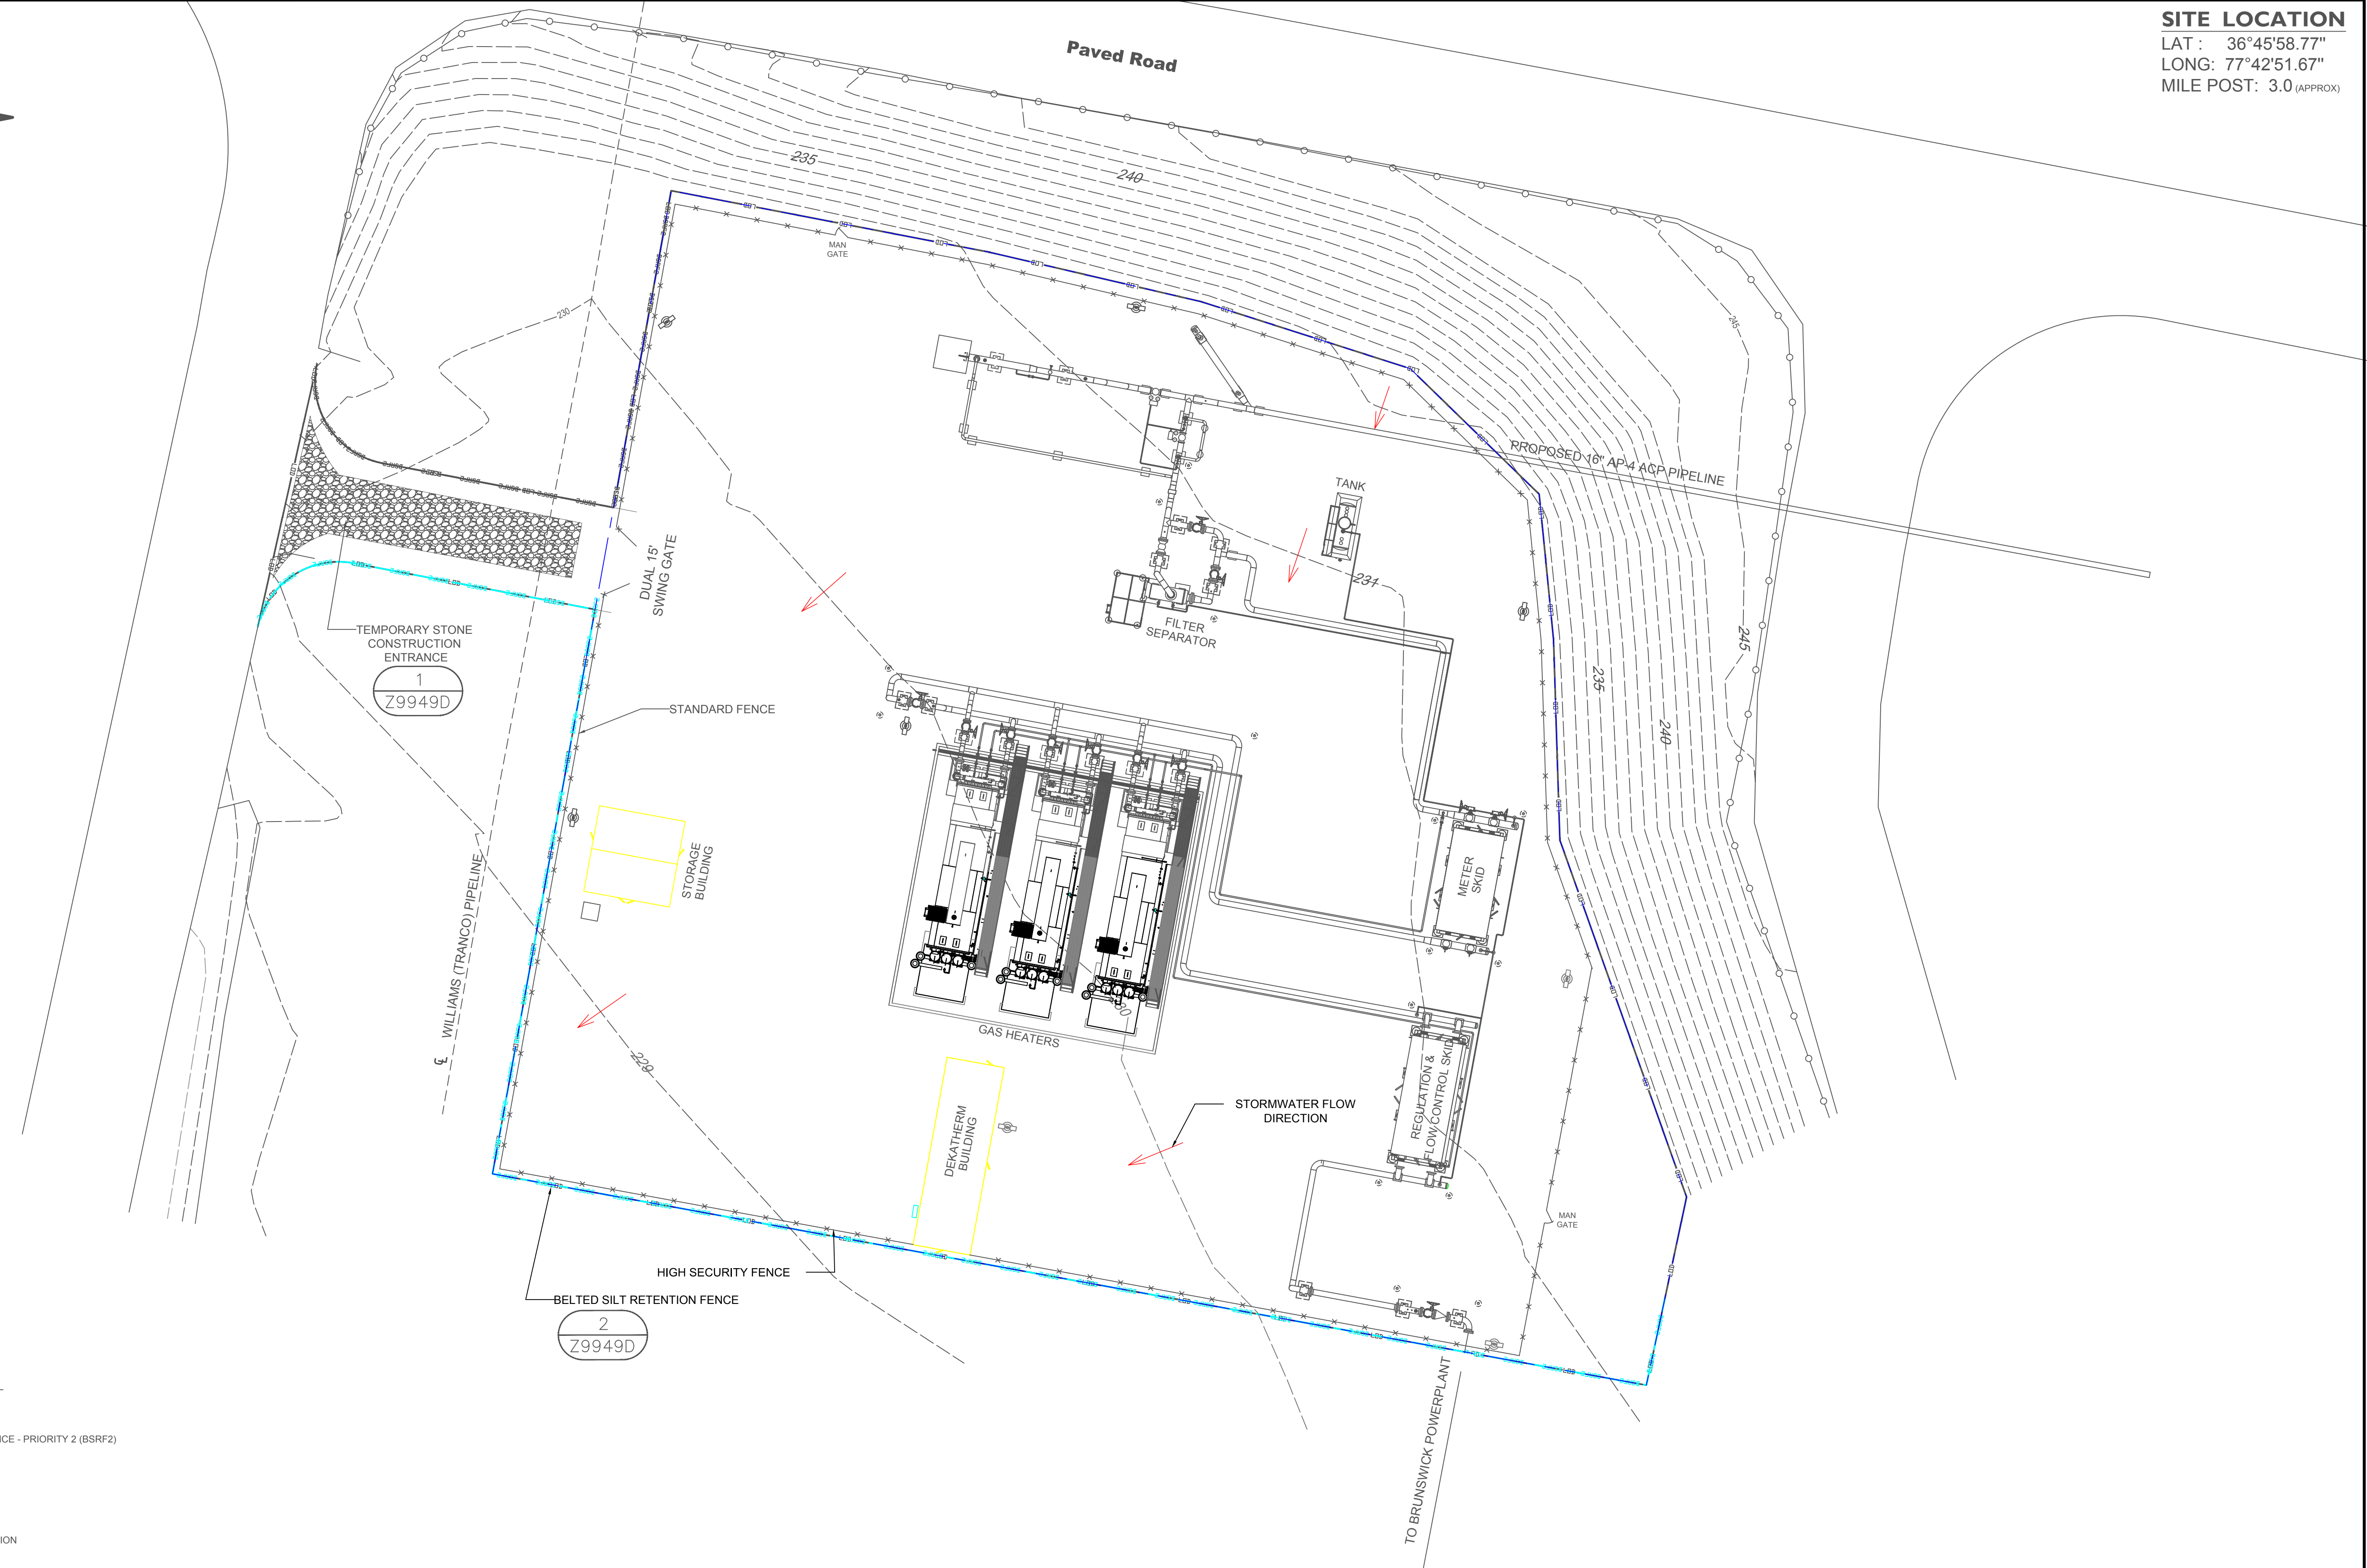 SITE LOCATION
LAT : 36°45'58.77"
LONG: 77°42'51.67"
MILE POST: 3.0 (APPROX)
Paved Road
235
240
MAN
GATE
230
245
PROPOSED 16" AP-4 ACP PIPELINE
TANK
DUAL 15'
SWING GATE
231
FILTER
SEPARATOR
TEMPORARY STONE
CONSTRUCTION
ENTRANCE
1
Z9949D
245
235
240
STANDARD FENCE
STORAGE
BUILDING
METER
SKID
WILLIAMS (TRANCO) PIPELINE
GAS HEATERS
230
229
REGULATION &
FLOW CONTROL SKID
DEKATHERM
BUILDING
STORMWATER FLOW
DIRECTION
MAN
GATE
HIGH SECURITY FENCE
BELTED SILT RETENTION FENCE
2
Z9949D
TO BRUNSWICK POWERPLANT
ICE - PRIORITY 2 (BSRF2)
ION